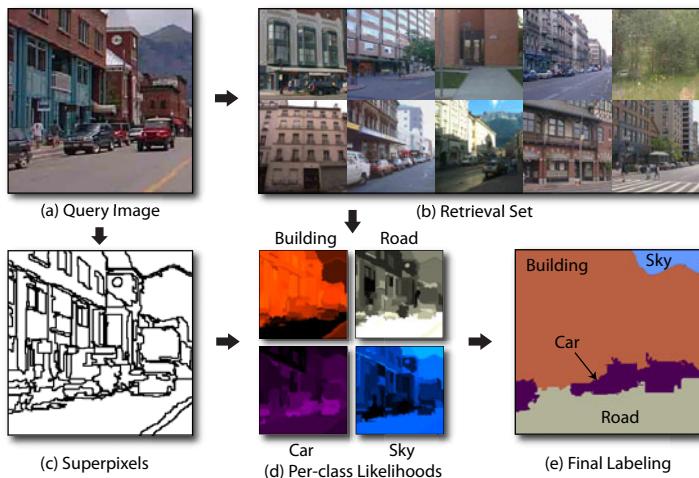 (a) Query Image
(b) Retrieval Set
Building
Road
Car
Sky
(c) Superpixels
(d) Per-class Likelihoods
Building
Sky
Car
Road
(e) Final Labeling